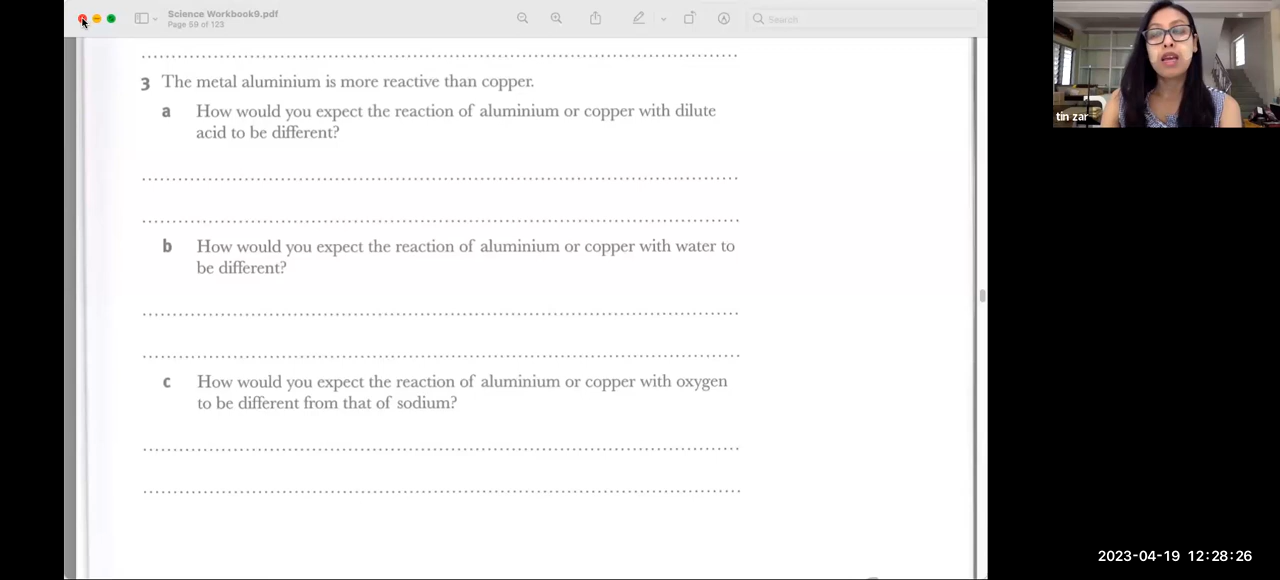 Science Workbook9.pdf
Page 59 of 123
Search
3 The metal aluminium is more reactive than copper.
a How would you expect the reaction of aluminium or copper with dilute
acid to be different?
b How would you expect the reaction of aluminium or copper with water to
be different?
c How would you expect the reaction of aluminium or copper with oxygen
to be different from that of sodium?
tin zar
2023-04-19 12:28:26